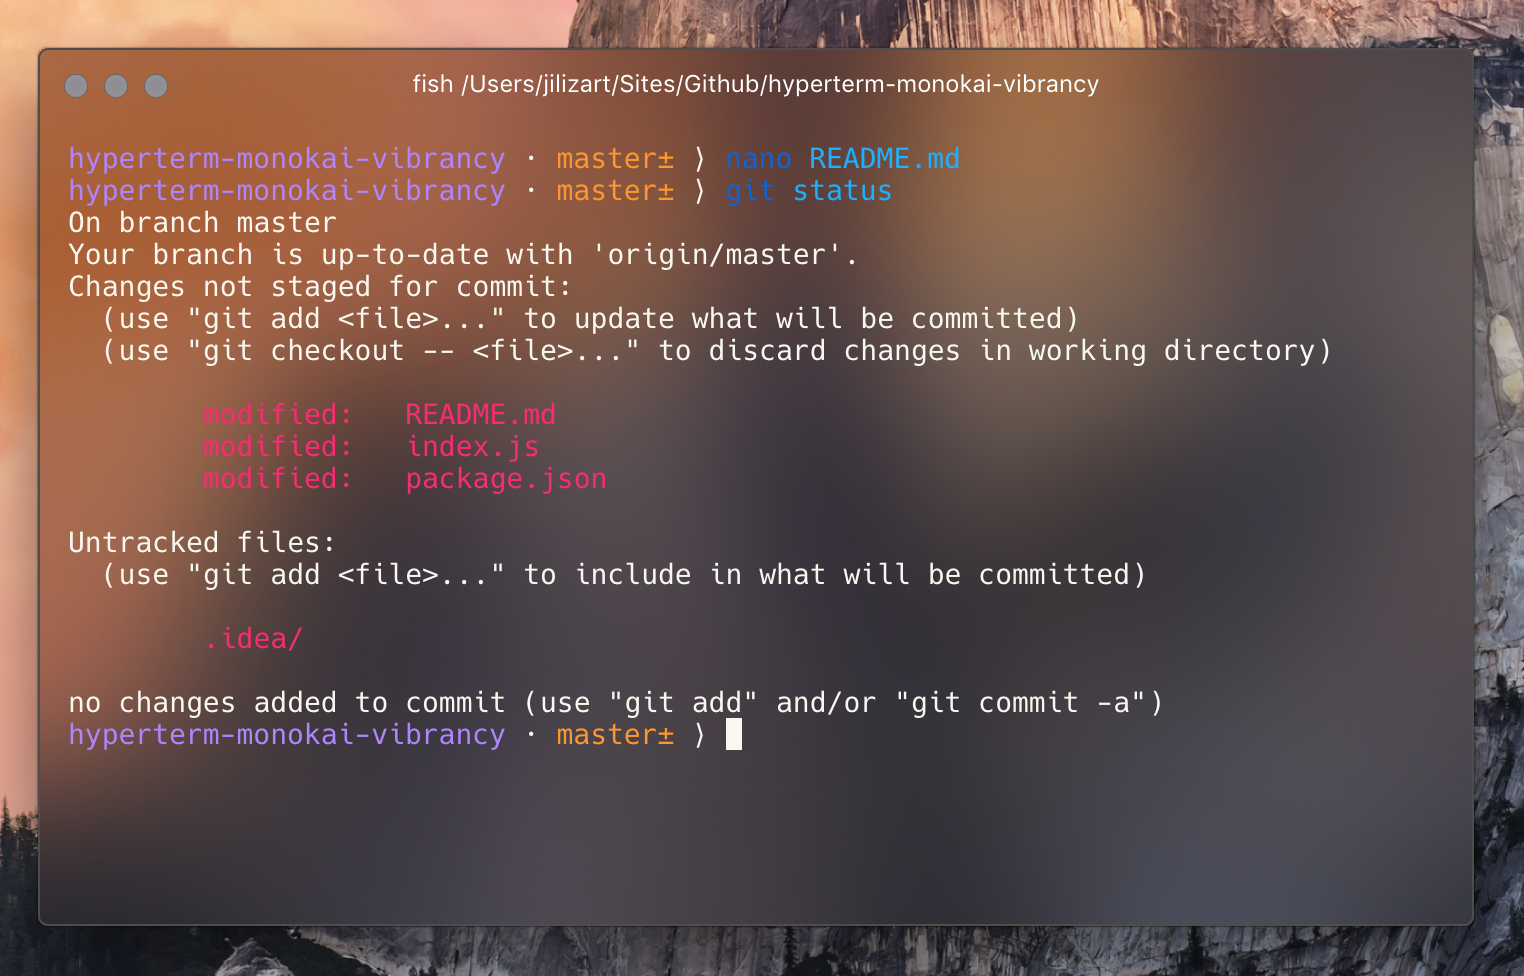 fish /Users/jilizart/Sites/Github/hyperterm-monokai-vibrancy
hyperterm-monokai-vibrancy · master± ⟩ nano README.md
hyperterm-monokai-vibrancy · master± ⟩ git status
On branch master
Your branch is up-to-date with 'origin/master'.
Changes not staged for commit:
  (use "git add <file>..." to update what will be committed)
  (use "git checkout -- <file>..." to discard changes in working directory)
        modified:   README.md
        modified:   index.js
        modified:   package.json
Untracked files:
  (use "git add <file>..." to include in what will be committed)
        .idea/
no changes added to commit (use "git add" and/or "git commit -a")
hyperterm-monokai-vibrancy · master± ⟩